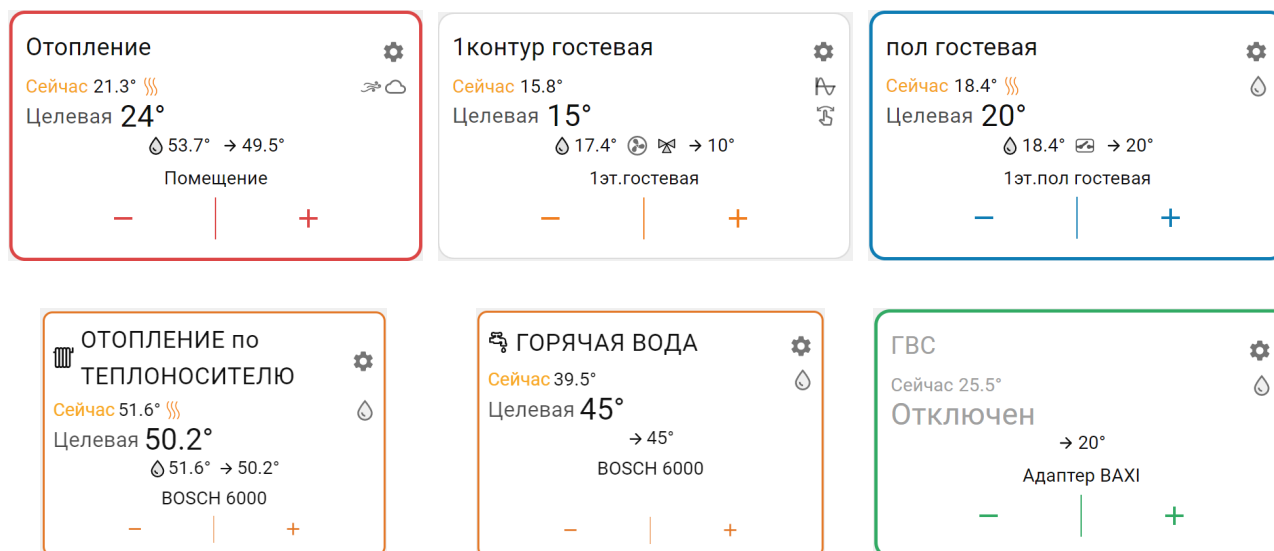 Отопление
Сейчас 21.3°
Целевая 24°
53.7° → 49.5°
Помещение
− +
1контур гостевая
Сейчас 15.8°
Целевая 15°
17.4° → 10°
1эт.гостевая
− +
пол гостевая
Сейчас 18.4°
Целевая 20°
18.4° → 20°
1эт.пол гостевая
− +
ОТОПЛЕНИЕ по
ТЕПЛОНОСИТЕЛЮ
Сейчас 51.6°
Целевая 50.2°
51.6° → 50.2°
BOSCH 6000
− +
ГОРЯЧАЯ ВОДА
Сейчас 39.5°
Целевая 45°
→ 45°
BOSCH 6000
− +
ГВС
Сейчас 25.5°
Отключен
→ 20°
Адаптер BAXI
− +